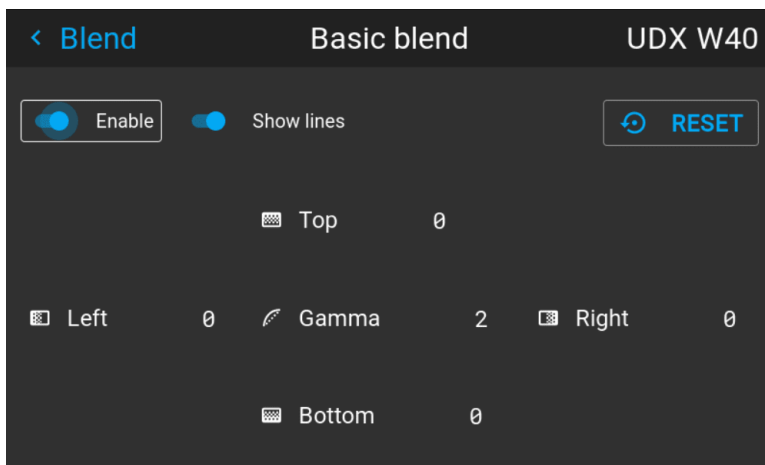 Blend Basic blend UDX W40
Enable Show lines RESET
Top 0
Left 0 Gamma 2 Right 0
Bottom 0